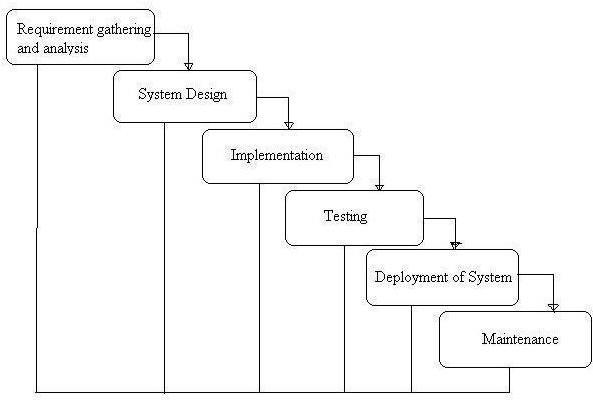 Requirement gathering
and analysis
System Design
Implementation
Testing
Deployment of System
Maintenance